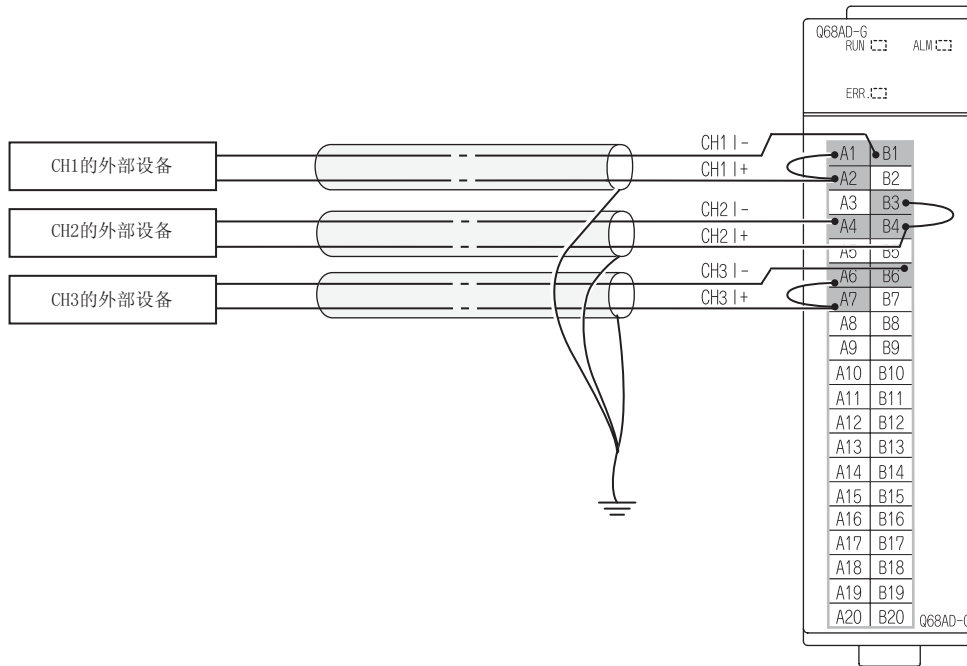 Q68AD-G
RUN ALM
ERR.
CH1的外部设备
CH1 I-
CH1 I+
CH2的外部设备
CH2 I-
CH2 I+
CH3的外部设备
CH3 I-
CH3 I+
A1 B1
A2 B2
A3 B3
A4 B4
A5 B5
A6 B6
A7 B7
A8 B8
A9 B9
A10 B10
A11 B11
A12 B12
A13 B13
A14 B14
A15 B15
A16 B16
A17 B17
A18 B18
A19 B19
A20 B20
Q68AD-G